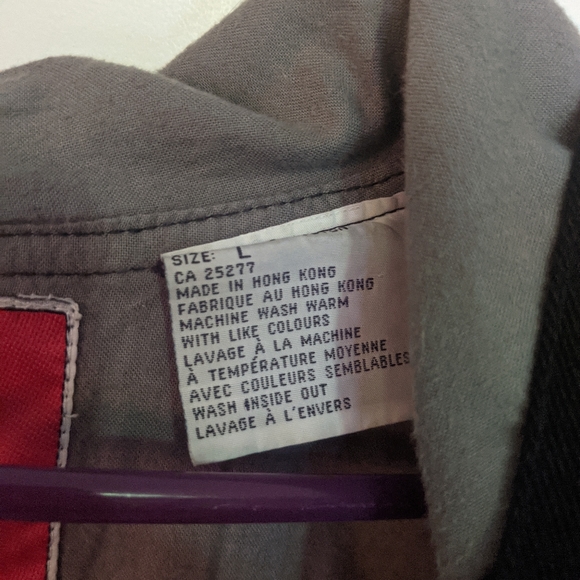 SIZE: L
CA 25277
MADE IN HONG KONG
FABRIQUE AU HONG KONG
MACHINE WASH WARM
WITH LIKE COLOURS
LAVAGE À LA MACHINE
À TEMPÉRATURE MOYENNE
AVEC COULEURS SEMBLABLES
WASH INSIDE OUT
LAVAGE À L'ENVERS